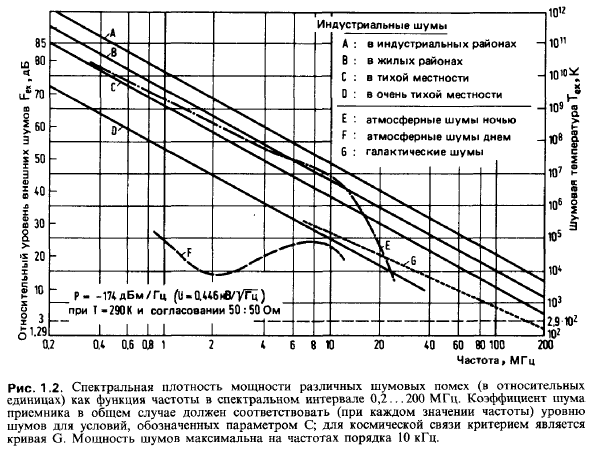 Индустриальные шумы
A : в индустриальных районах
B : в жилых районах
C : в тихой местности
D : в очень тихой местности
E : атмосферные шумы ночью
F : атмосферные шумы днем
G : галактические шумы
Относительный уровень внешних шумов Fex, дБ
85
80
70
60
50
40
30
20
10
3
1,29
Шумовая температура Tex, К
10¹²
10¹¹
10¹⁰
10⁹
10⁸
10⁷
10⁶
10⁵
10⁴
10³
2,9·10²
10²
A
B
C
D
E
F
G
P = −174 дБм/Гц (U=0,446 нВ/√Гц)
при T=290К и согласовании 50:50 Ом
0,2
0,4
0,6
0,8
1
2
4
6
8
10
20
40
60
80
100
200
Частота, МГц
Рис. 1.2. Спектральная плотность мощности различных шумовых помех (в относительных
единицах) как функция частоты в спектральном интервале 0,2...200 МГц. Коэффициент шума
приемника в общем случае должен соответствовать (при каждом значении частоты) уровню
шумов для условий, обозначенных параметром C; для космической связи критерием является
кривая G. Мощность шумов максимальна на частотах порядка 10 кГц.